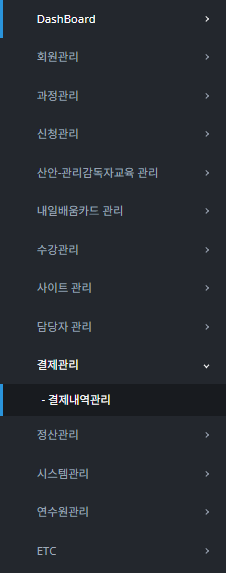 DashBoard
회원관리
과정관리
신청관리
산안-관리감독자교육 관리
내일배움카드 관리
수강관리
사이트 관리
담당자 관리
결제관리
- 결제내역관리
정산관리
시스템관리
연수원관리
ETC